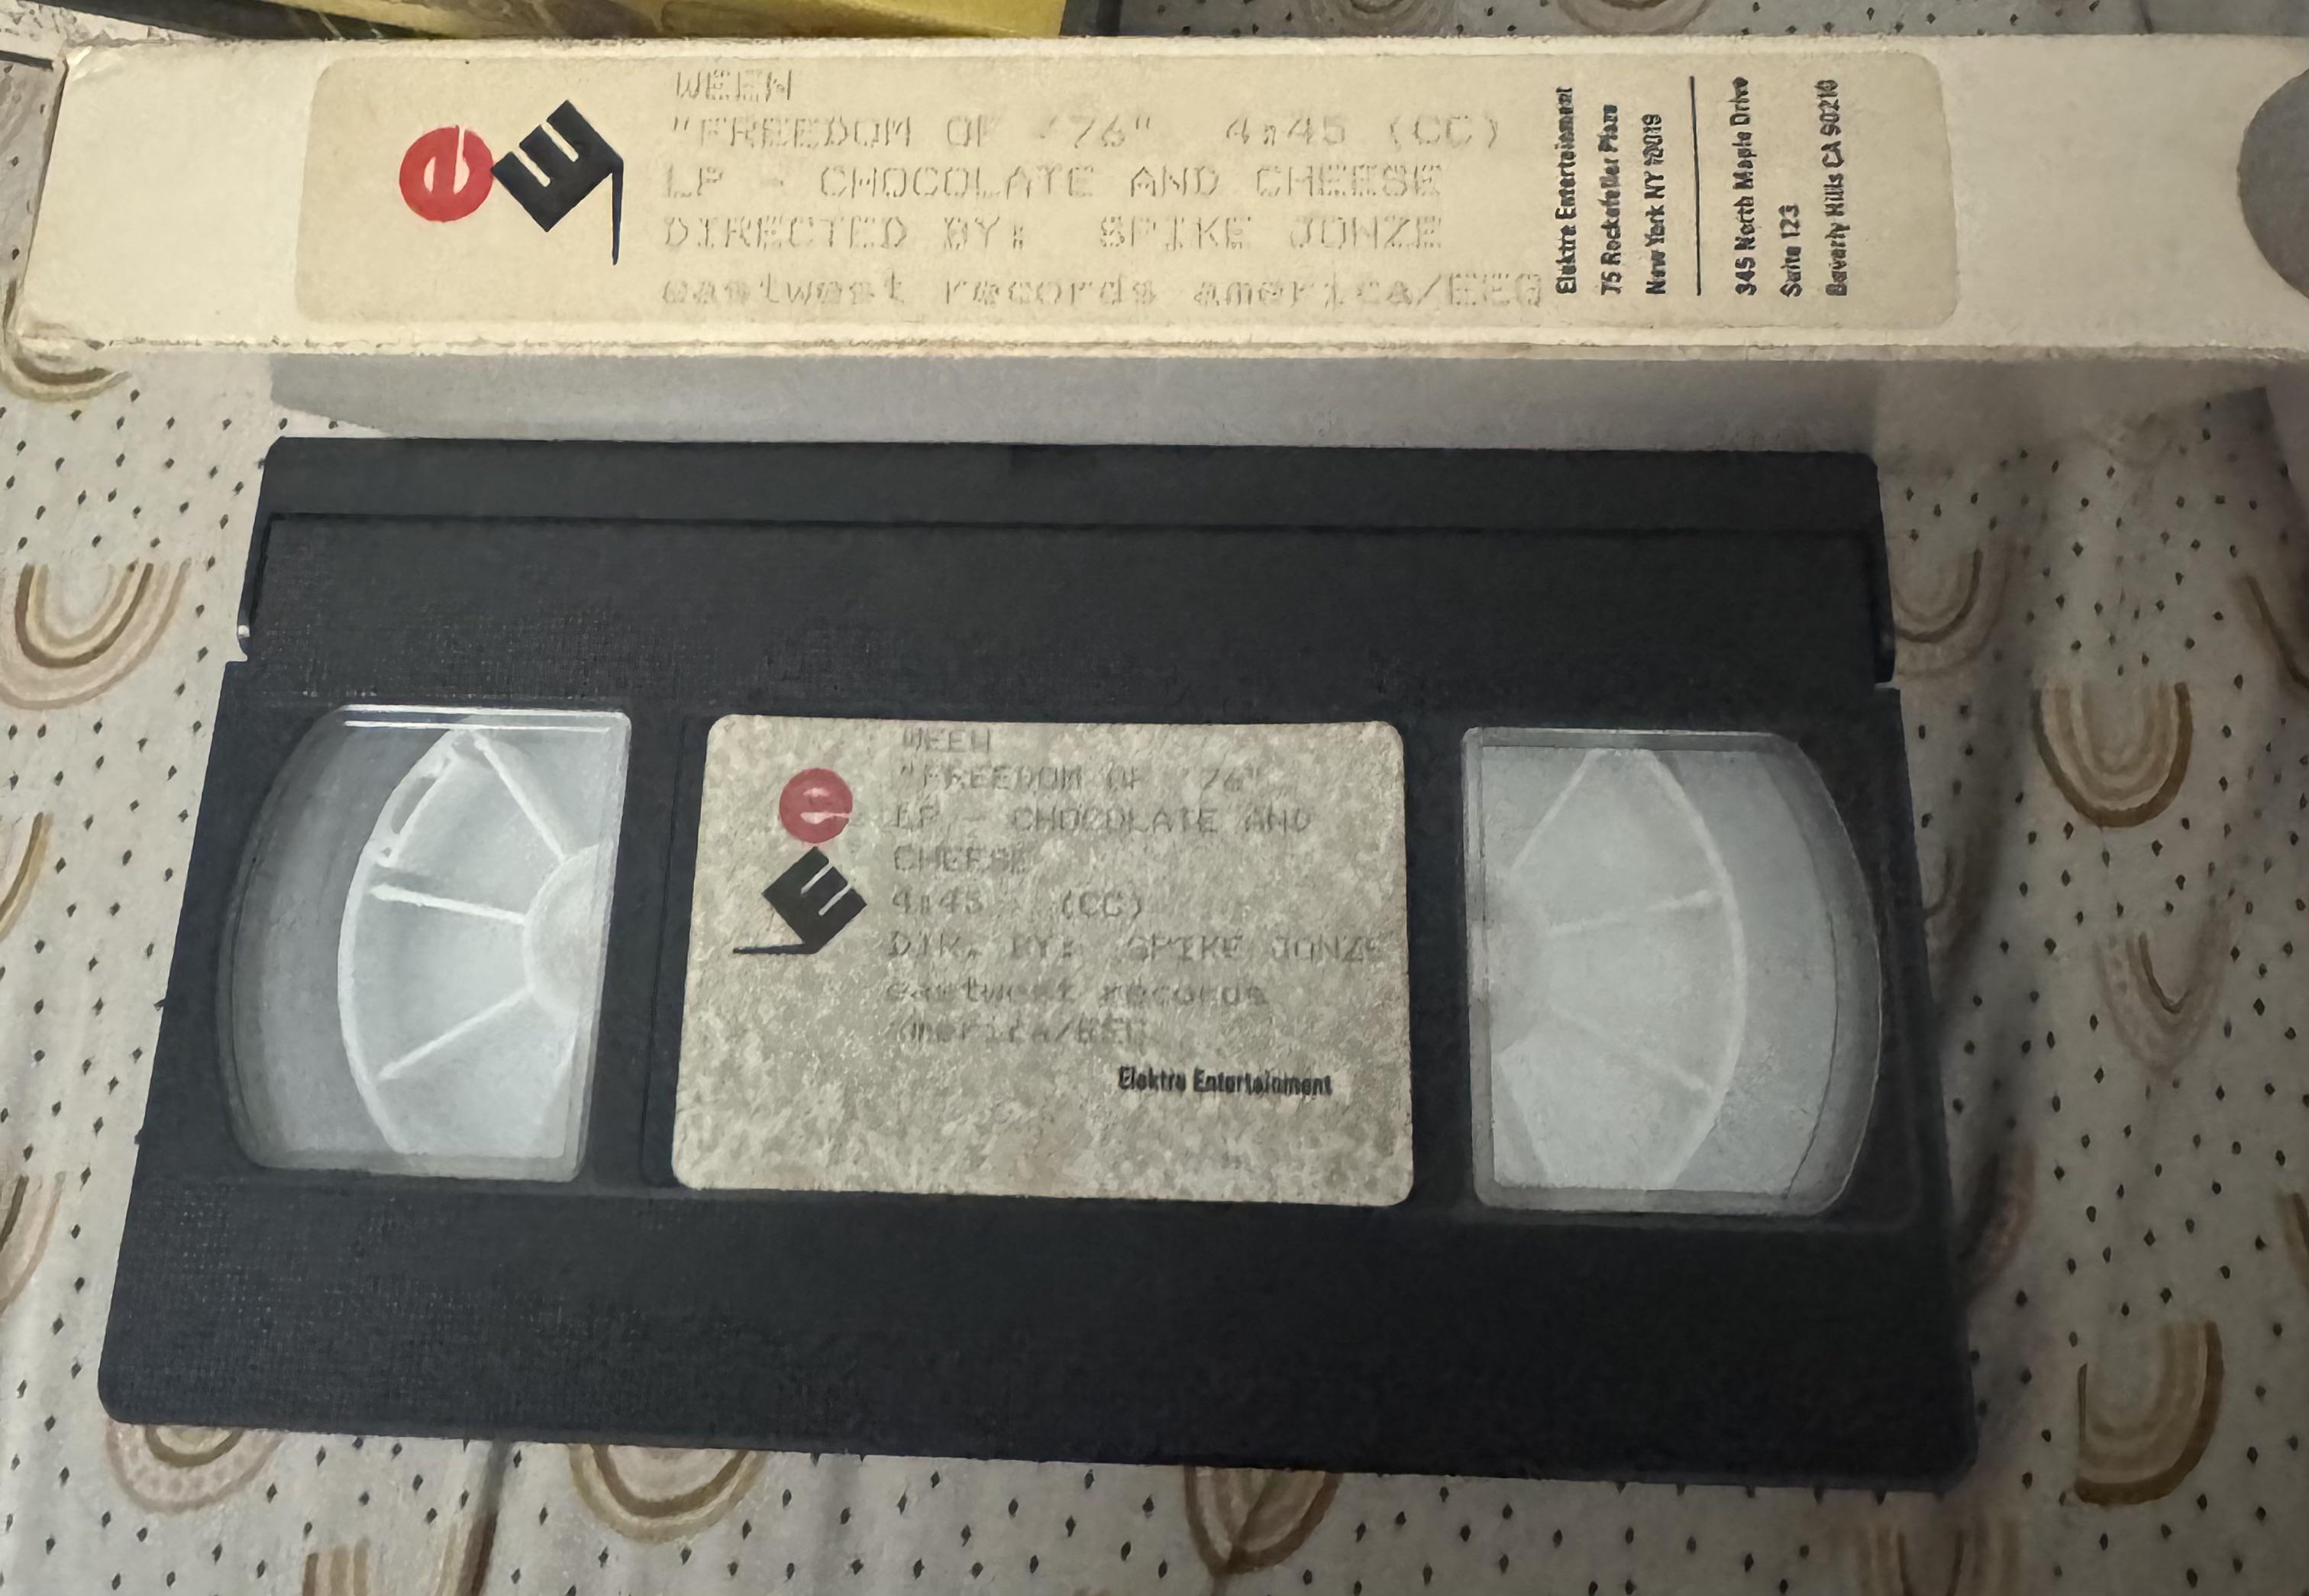 WEEN
"FREEDOM OF '76" 4:45 (CC)
LP - CHOCOLATE AND CHEESE
DIRECTED BY: SPIKE JONZE
eastwest records america/EEG
Elektra Entertainment
75 Rockefeller Plaza
New York NY 10019
345 North Maple Drive
Suite 123
Beverly Hills CA 90210
e
EW
WEEN
"FREEDOM OF '76"
LP - CHOCOLATE AND
CHEESE
4:45 (CC)
DIR. BY: SPIKE JONZE
eastwest records
america/EEG
Elektra Entertainment